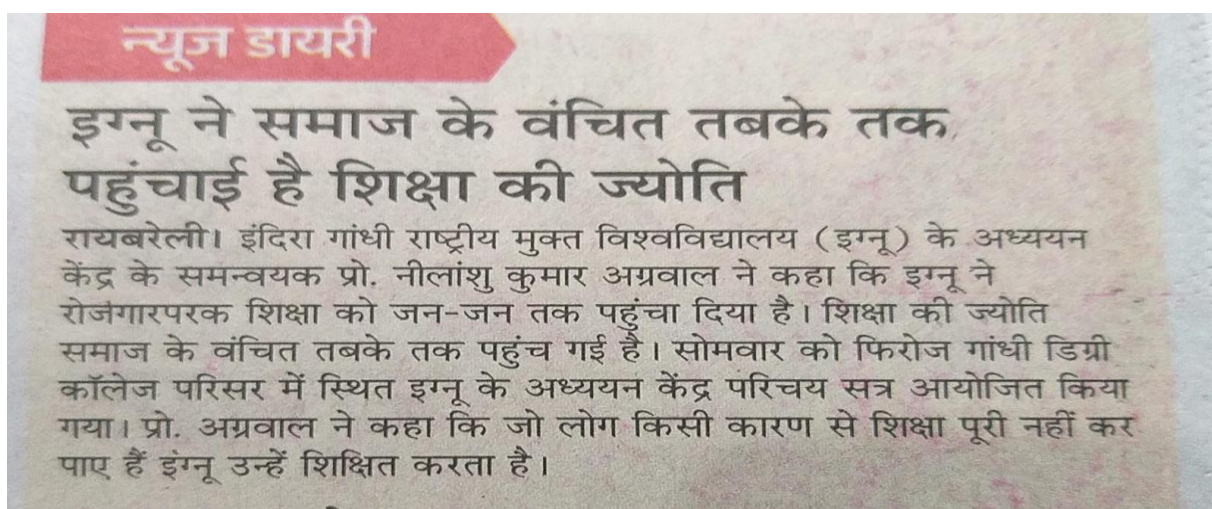 न्यूज डायरी
इग्नू ने समाज के वंचित तबके तक
पहुंचाई है शिक्षा की ज्योति
रायबरेली। इंदिरा गांधी राष्ट्रीय मुक्त विश्वविद्यालय (इग्नू) के अध्ययन
केंद्र के समन्वयक प्रो. नीलांशु कुमार अग्रवाल ने कहा कि इग्नू ने
रोजगारपरक शिक्षा को जन-जन तक पहुंचा दिया है। शिक्षा की ज्योति
समाज के वंचित तबके तक पहुंच गई है। सोमवार को फिरोज गांधी डिग्री
कॉलेज परिसर में स्थित इग्नू के अध्ययन केंद्र परिचय सत्र आयोजित किया
गया। प्रो. अग्रवाल ने कहा कि जो लोग किसी कारण से शिक्षा पूरी नहीं कर
पाए हैं इंग्नू उन्हें शिक्षित करता है।